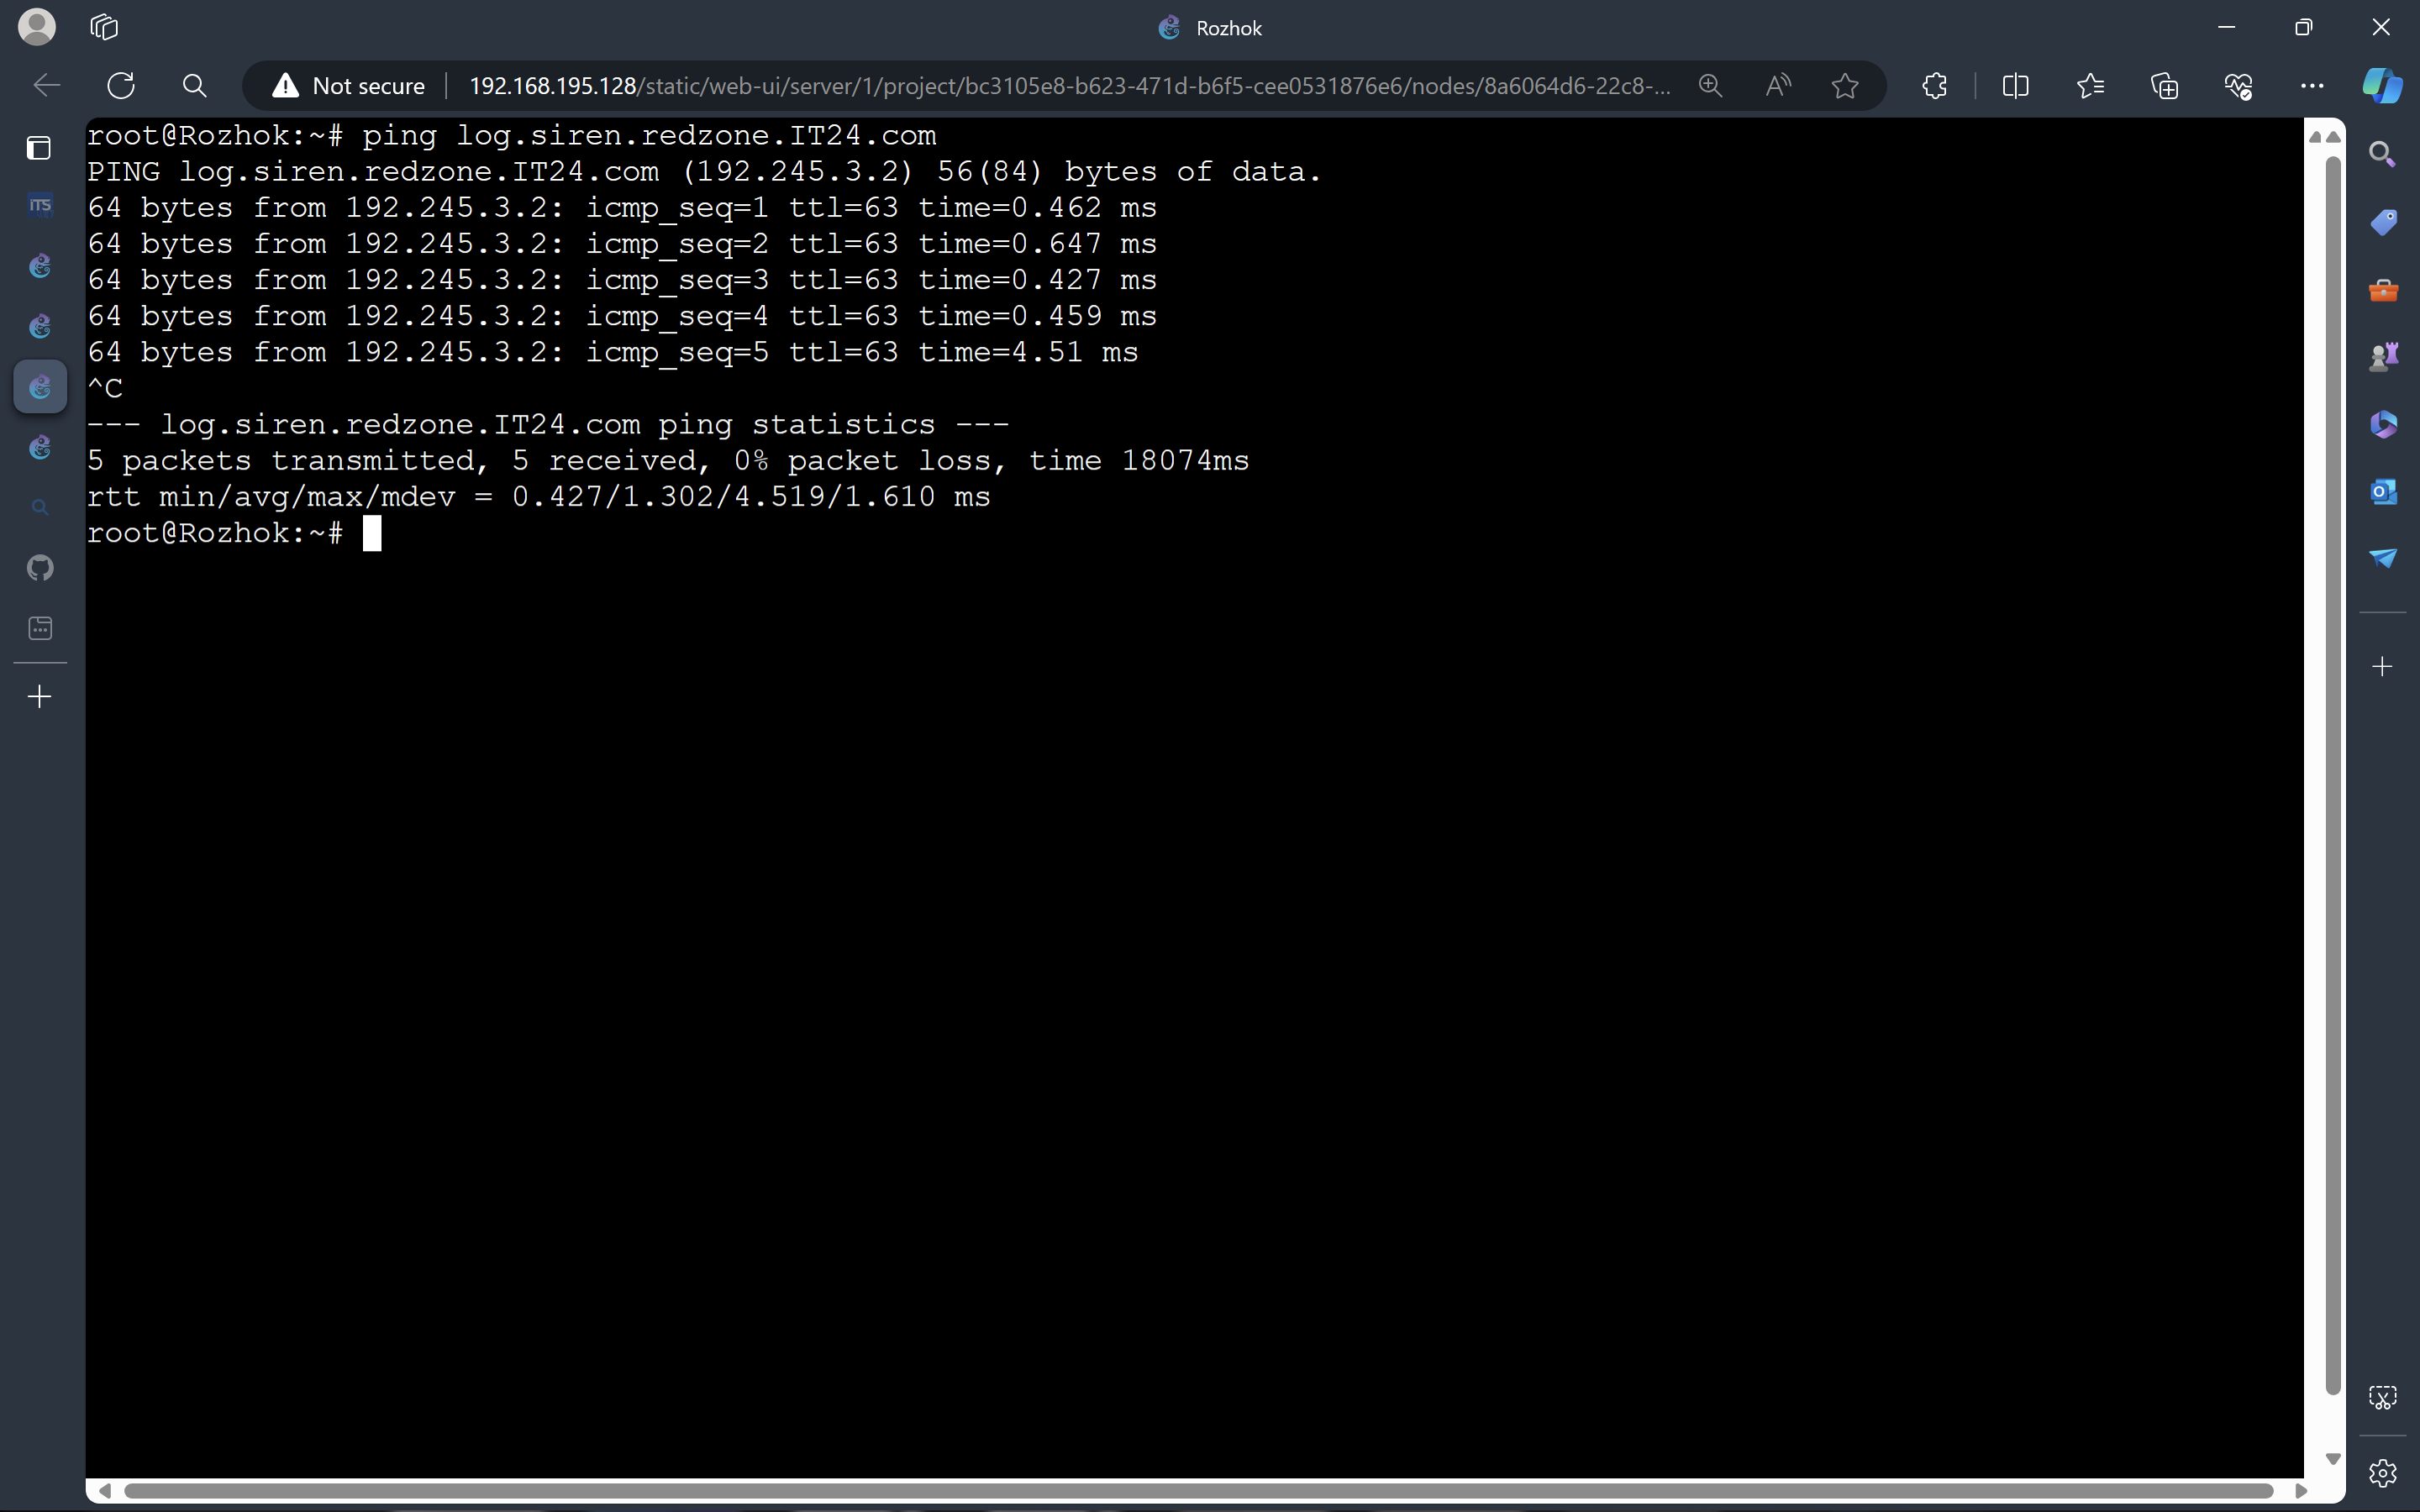 Rozhok
Not secure
192.168.195.128/static/web-ui/server/1/project/bc3105e8-b623-471d-b6f5-cee0531876e6/nodes/8a6064d6-22c8-...
ITS
root@Rozhok:~# ping log.siren.redzone.IT24.com
PING log.siren.redzone.IT24.com (192.245.3.2) 56(84) bytes of data.
64 bytes from 192.245.3.2: icmp_seq=1 ttl=63 time=0.462 ms
64 bytes from 192.245.3.2: icmp_seq=2 ttl=63 time=0.647 ms
64 bytes from 192.245.3.2: icmp_seq=3 ttl=63 time=0.427 ms
64 bytes from 192.245.3.2: icmp_seq=4 ttl=63 time=0.459 ms
64 bytes from 192.245.3.2: icmp_seq=5 ttl=63 time=4.51 ms
^C
--- log.siren.redzone.IT24.com ping statistics ---
5 packets transmitted, 5 received, 0% packet loss, time 18074ms
rtt min/avg/max/mdev = 0.427/1.302/4.519/1.610 ms
root@Rozhok:~#